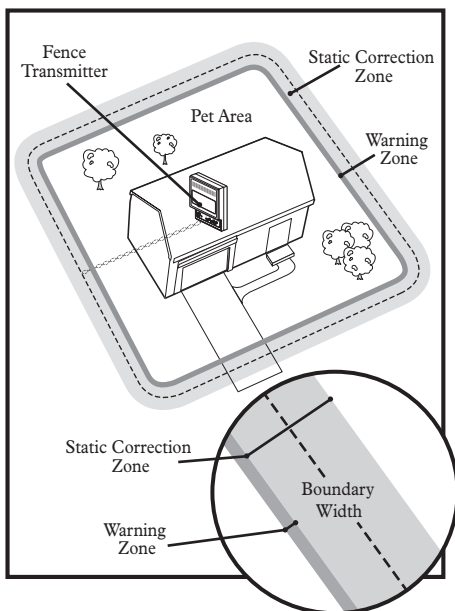 Fence
Transmitter
Static Correction
Zone
Pet Area
Warning
Zone
Static Correction
Zone
Boundary
Width
Warning
Zone